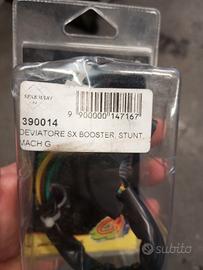 9 900000 147167
390014
DEVIATORE SX BOOSTER, STUNT,
MACH G
subito